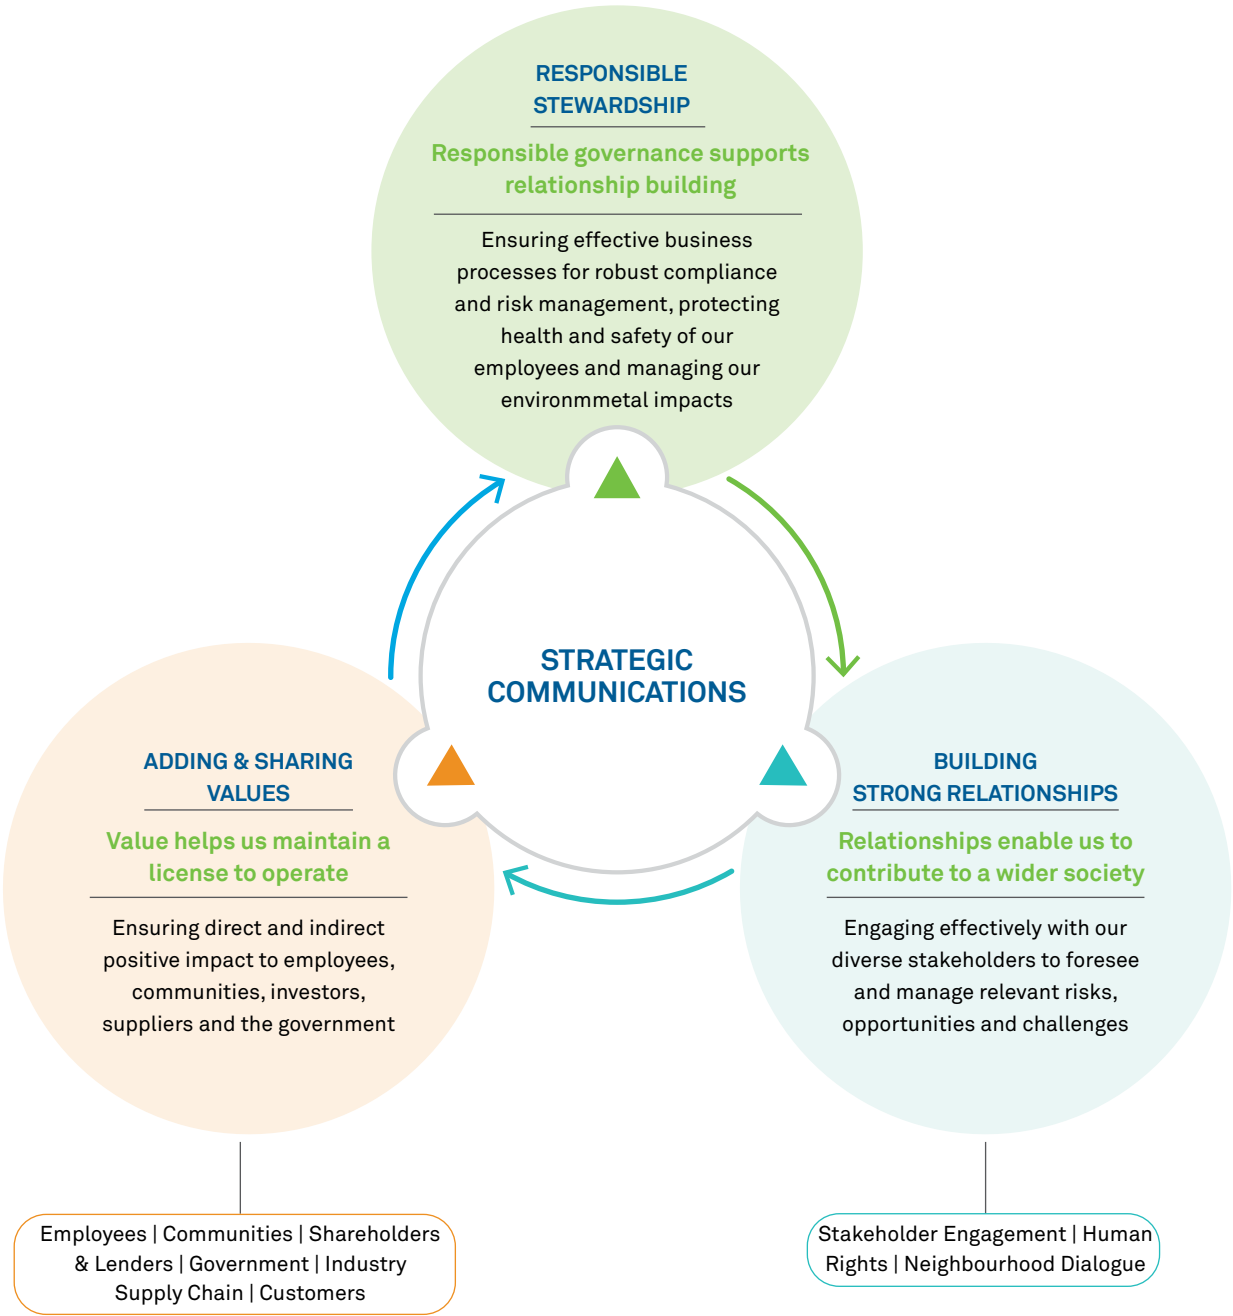 RESPONSIBLE
STEWARDSHIP
Responsible governance supports
relationship building
Ensuring effective business
processes for robust compliance
and risk management, protecting
health and safety of our
employees and managing our
environmmetal impacts
STRATEGIC
COMMUNICATIONS
ADDING & SHARING
VALUES
Value helps us maintain a
license to operate
Ensuring direct and indirect
positive impact to employees,
communities, investors,
suppliers and the government
BUILDING
STRONG RELATIONSHIPS
Relationships enable us to
contribute to a wider society
Engaging effectively with our
diverse stakeholders to foresee
and manage relevant risks,
opportunities and challenges
Employees | Communities | Shareholders
& Lenders | Government | Industry
Supply Chain | Customers
Stakeholder Engagement | Human
Rights | Neighbourhood Dialogue